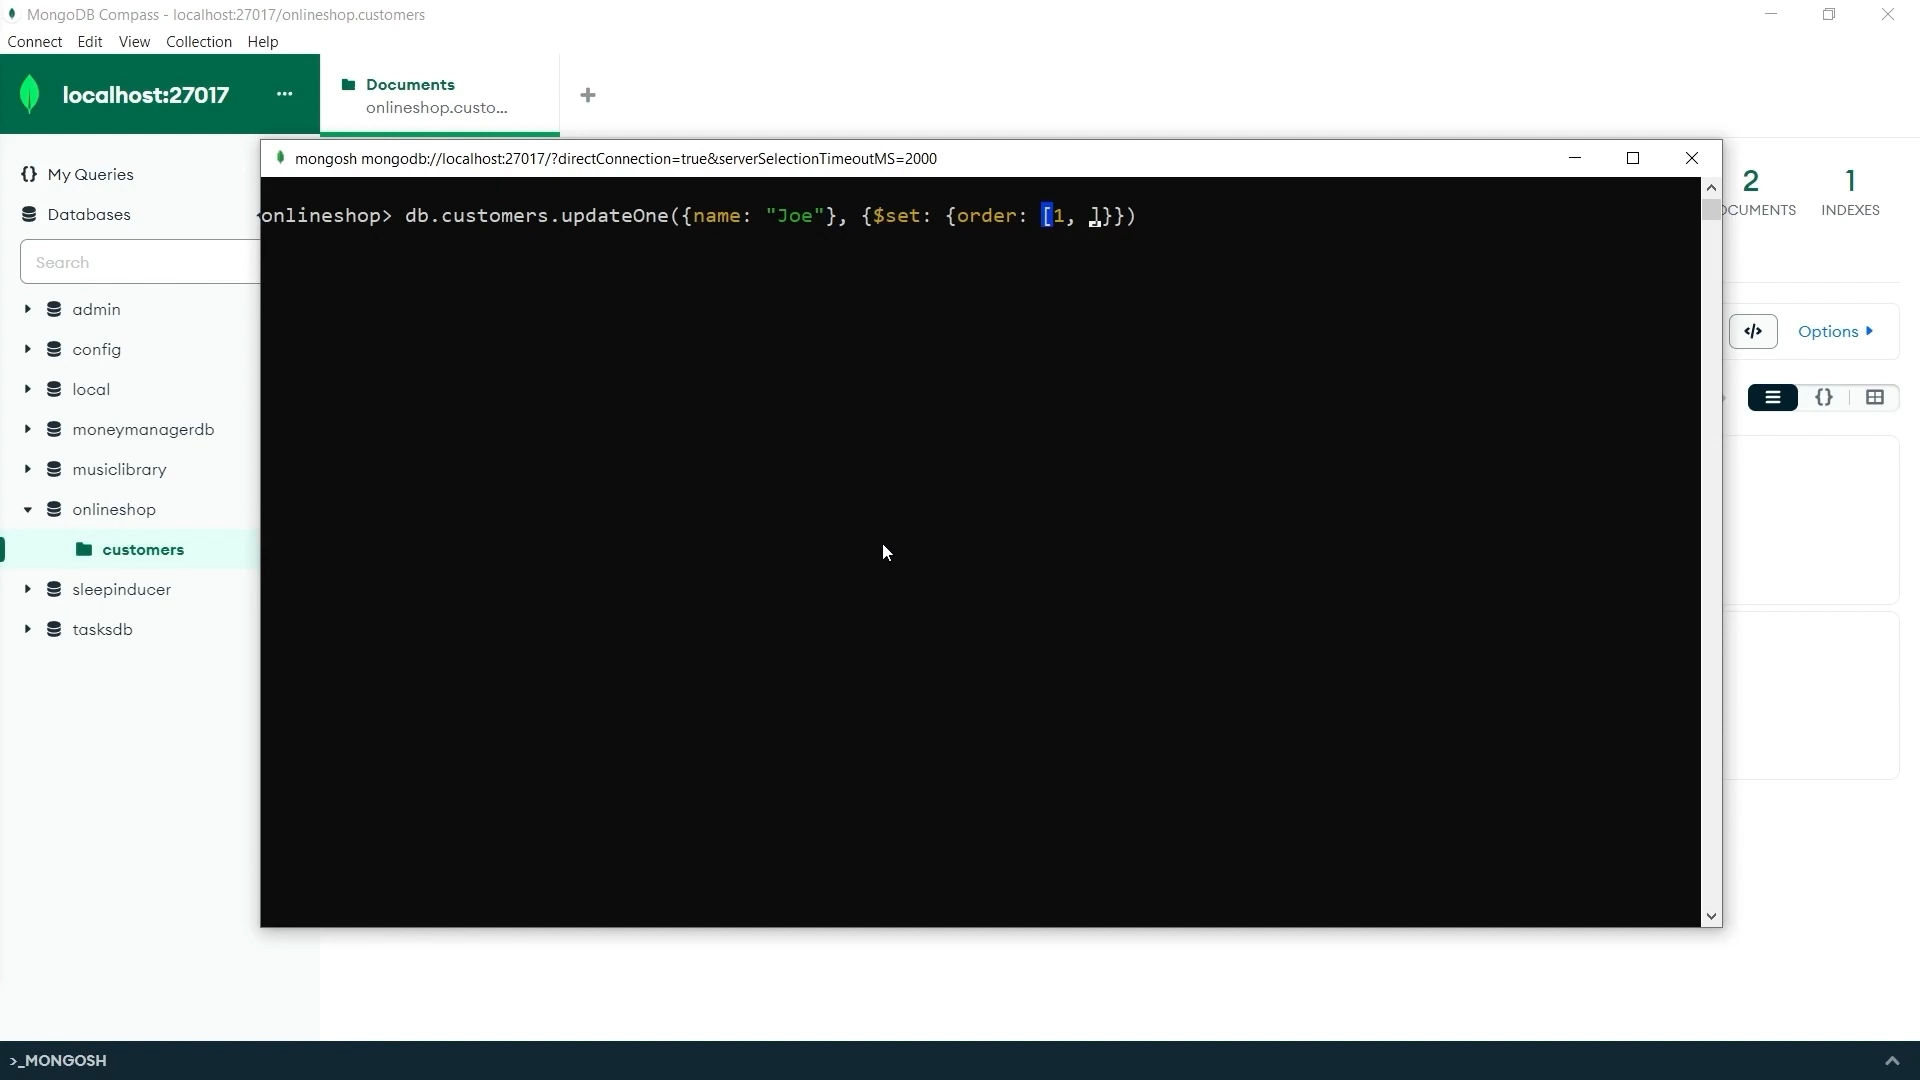 MongoDB Compass - localhost:27017/onlineshop.customers
Connect Edit View Collection Help
localhost:27017 ...
Documents
onlineshop.custo...
mongosh mongodb://localhost:27017/?directConnection=true&serverSelectionTimeoutMS=2000
{} My Queries
Databases
Search
admin
config
local
moneymanagerdb
musiclibrary
onlineshop
customers
sleepinducer
tasksdb
onlineshop> db.customers.updateOne({name: "Joe"}, {$set: {order: [1, ]}})
2
1
INDEXES
</> Options
{}
>_MONGOSH